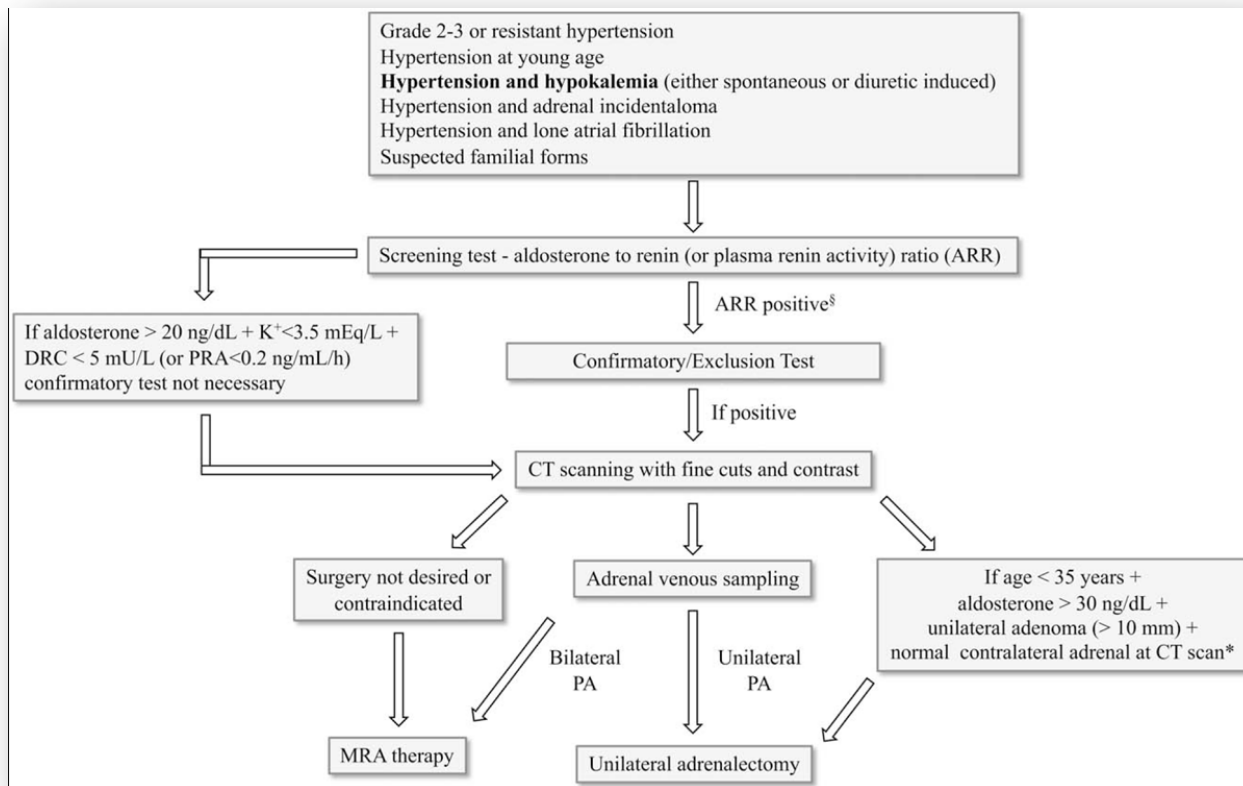 Grade 2-3 or resistant hypertension
Hypertension at young age
Hypertension and hypokalemia (either spontaneous or diuretic induced)
Hypertension and adrenal incidentaloma
Hypertension and lone atrial fibrillation
Suspected familial forms
Screening test - aldosterone to renin (or plasma renin activity) ratio (ARR)
ARR positive§
If aldosterone > 20 ng/dL + K⁺<3.5 mEq/L +
DRC < 5 mU/L (or PRA<0.2 ng/mL/h)
confirmatory test not necessary
Confirmatory/Exclusion Test
If positive
CT scanning with fine cuts and contrast
Surgery not desired or
contraindicated
Adrenal venous sampling
If age < 35 years +
aldosterone > 30 ng/dL +
unilateral adenoma (> 10 mm) +
normal contralateral adrenal at CT scan*
Bilateral
PA
Unilateral
PA
MRA therapy
Unilateral adrenalectomy